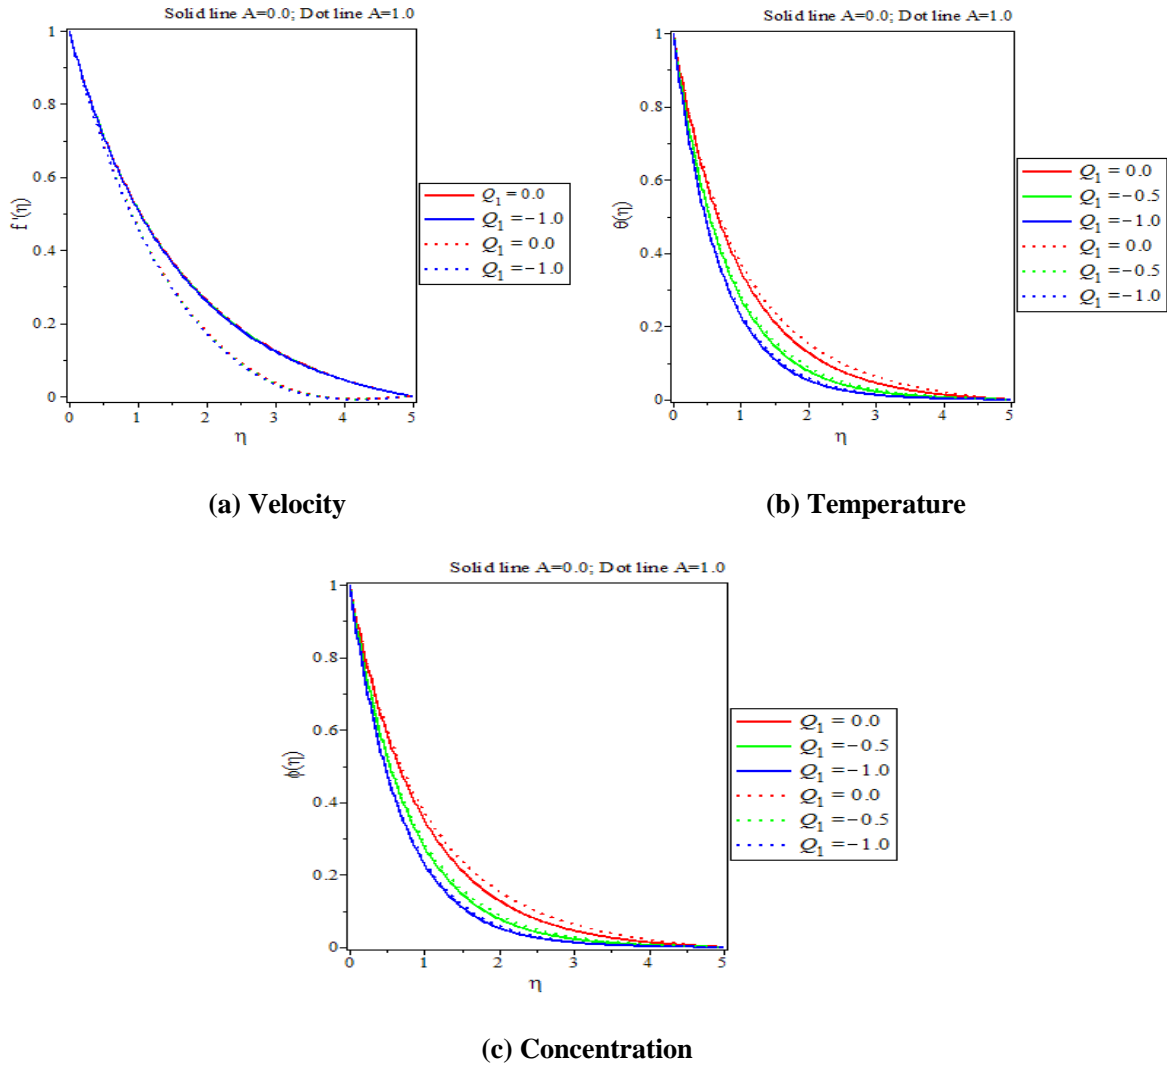 Solid line A=0.0; Dot line A=1.0
1
0.8
0.6
0.4
0.2
0
f '(η)
0 1 2 3 4 5
η
Q1 = 0.0
Q1 = −1.0
Q1 = 0.0
Q1 = −1.0
(a) Velocity
Solid line A=0.0; Dot line A=1.0
1
0.8
0.6
0.4
0.2
0
θ(η)
0 1 2 3 4 5
η
Q1 = 0.0
Q1 = −0.5
Q1 = −1.0
Q1 = 0.0
Q1 = −0.5
Q1 = −1.0
(b) Temperature
Solid line A=0.0; Dot line A=1.0
1
0.8
0.6
0.4
0.2
0
ϕ(η)
0 1 2 3 4 5
η
Q1 = 0.0
Q1 = −0.5
Q1 = −1.0
Q1 = 0.0
Q1 = −0.5
Q1 = −1.0
(c) Concentration